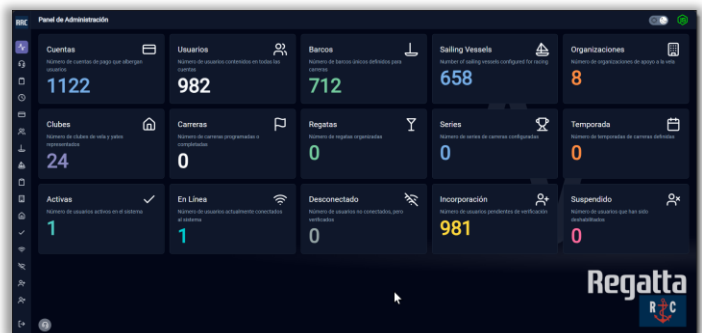 RRC Panel de Administración
Cuentas
Número de cuentas de pago que albergan
usuarios
1122
Usuarios
Número de usuarios contenidos en todas las
cuentas
982
Barcos
Número de barcos únicos definidos para
carreras
712
Sailing Vessels
Number of sailing vessels configured for racing
658
Organizaciones
Número de organizaciones de apoyo a la vela
8
Clubes
Número de clubes de vela y yates
representados
24
Carreras
Número de carreras programadas o
completadas
0
Regatas
Número de regatas organizadas
0
Series
Número de series de carreras configuradas
0
Temporada
Número de temporadas de carreras definidas
0
Activas
Número de usuarios activos en el sistema
1
En Línea
Número de usuarios actualmente conectados
al sistema
1
Desconectado
Número de usuarios no conectados, pero
verificados
0
Incorporación
Número de usuarios pendientes de verificación
981
Suspendido
Número de usuarios que han sido
deshabilitados
0
Regatta
R C